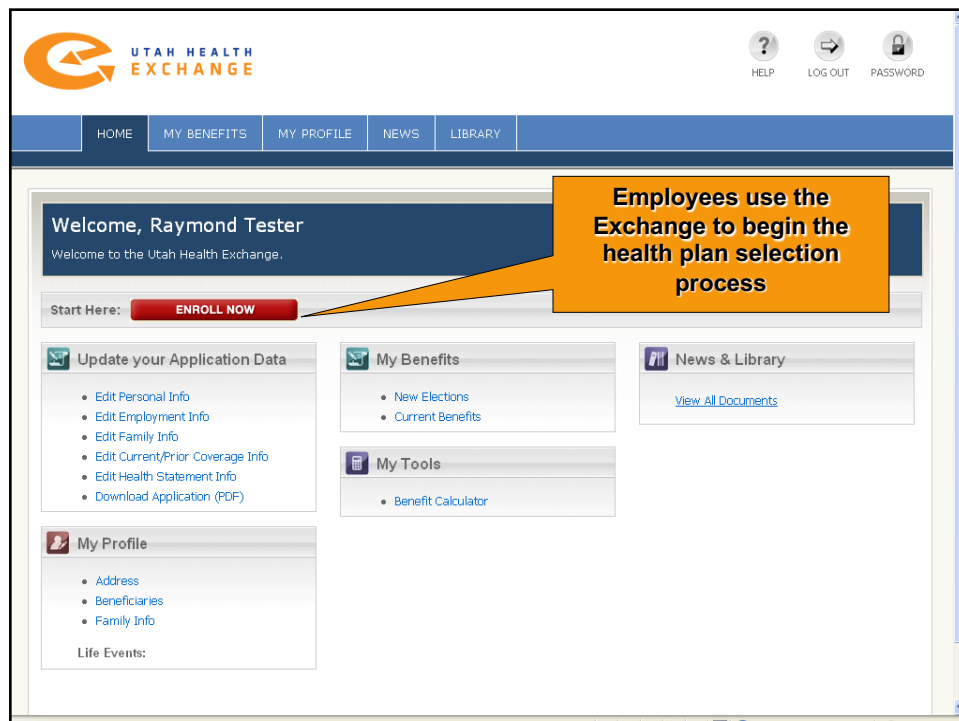 UTAH HEALTH
EXCHANGE
?
HELP
LOG OUT
PASSWORD
HOME
MY BENEFITS
MY PROFILE
NEWS
LIBRARY
Employees use the
Exchange to begin the
health plan selection
process
Welcome, Raymond Tester
Welcome to the Utah Health Exchange.
Start Here:
ENROLL NOW
Update your Application Data
• Edit Personal Info
• Edit Employment Info
• Edit Family Info
• Edit Current/Prior Coverage Info
• Edit Health Statement Info
• Download Application (PDF)
My Benefits
• New Elections
• Current Benefits
News & Library
View All Documents
My Tools
• Benefit Calculator
My Profile
• Address
• Beneficiaries
• Family Info
Life Events: